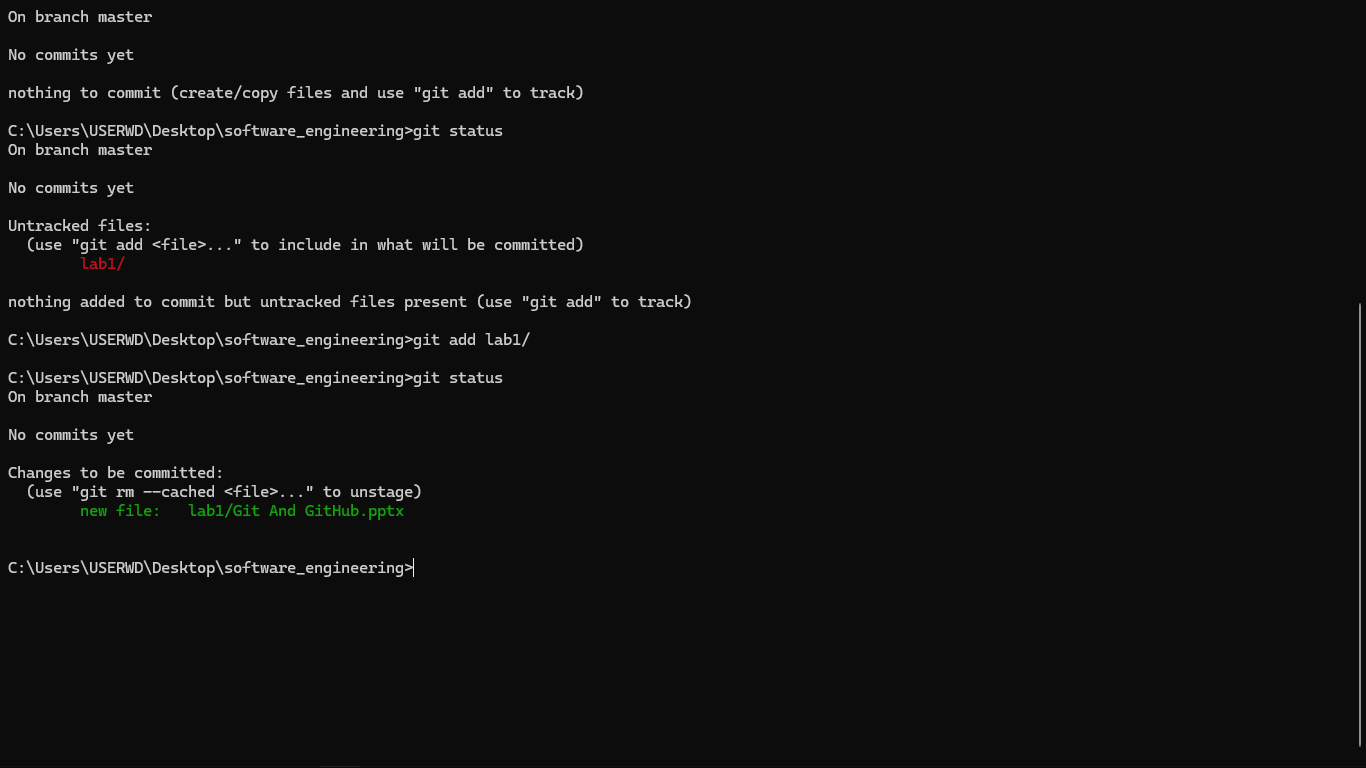 On branch master
No commits yet
nothing to commit (create/copy files and use "git add" to track)
C:\Users\USERWD\Desktop\software_engineering>git status
On branch master
No commits yet
Untracked files:
  (use "git add <file>..." to include in what will be committed)
        lab1/
nothing added to commit but untracked files present (use "git add" to track)
C:\Users\USERWD\Desktop\software_engineering>git add lab1/
C:\Users\USERWD\Desktop\software_engineering>git status
On branch master
No commits yet
Changes to be committed:
  (use "git rm --cached <file>..." to unstage)
        new file:   lab1/Git And GitHub.pptx
C:\Users\USERWD\Desktop\software_engineering>